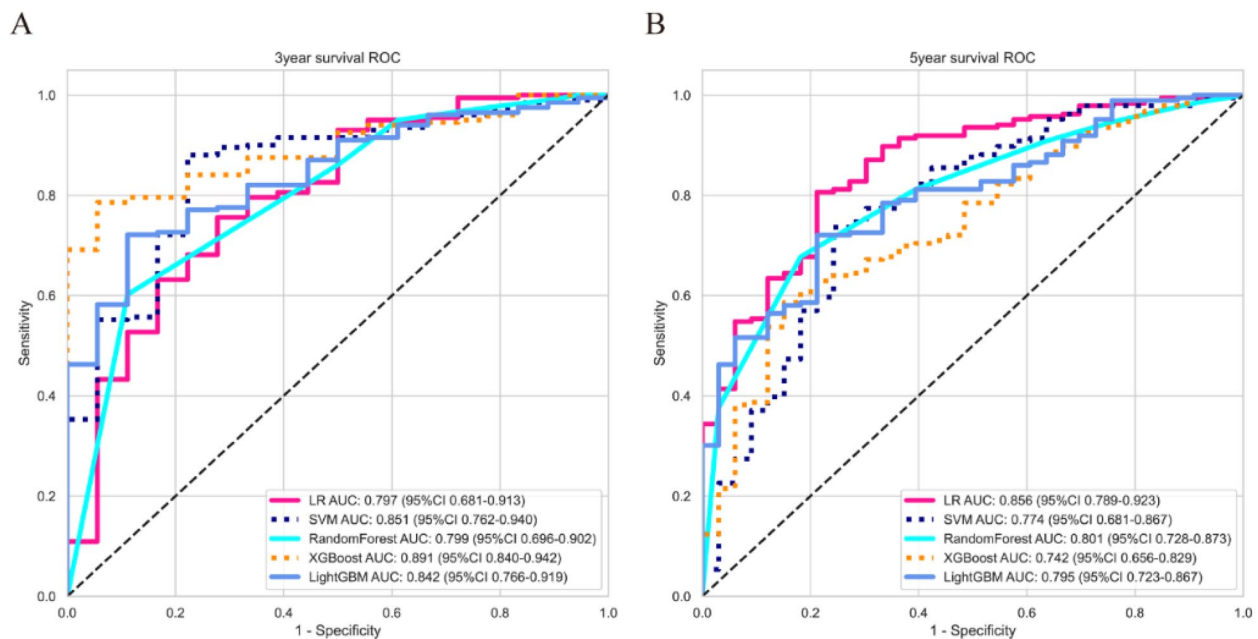 A
3year survival ROC
1.0
0.8
0.6
0.4
0.2
0.0
Sensitivity
0.0
0.2
0.4
0.6
0.8
1.0
1 - Specificity
LR AUC: 0.797 (95%CI 0.681-0.913)
SVM AUC: 0.851 (95%CI 0.762-0.940)
RandomForest AUC: 0.799 (95%CI 0.696-0.902)
XGBoost AUC: 0.891 (95%CI 0.840-0.942)
LightGBM AUC: 0.842 (95%CI 0.766-0.919)
B
5year survival ROC
1.0
0.8
0.6
0.4
0.2
0.0
Sensitivity
0.0
0.2
0.4
0.6
0.8
1.0
1 - Specificity
LR AUC: 0.856 (95%CI 0.789-0.923)
SVM AUC: 0.774 (95%CI 0.681-0.867)
RandomForest AUC: 0.801 (95%CI 0.728-0.873)
XGBoost AUC: 0.742 (95%CI 0.656-0.829)
LightGBM AUC: 0.795 (95%CI 0.723-0.867)